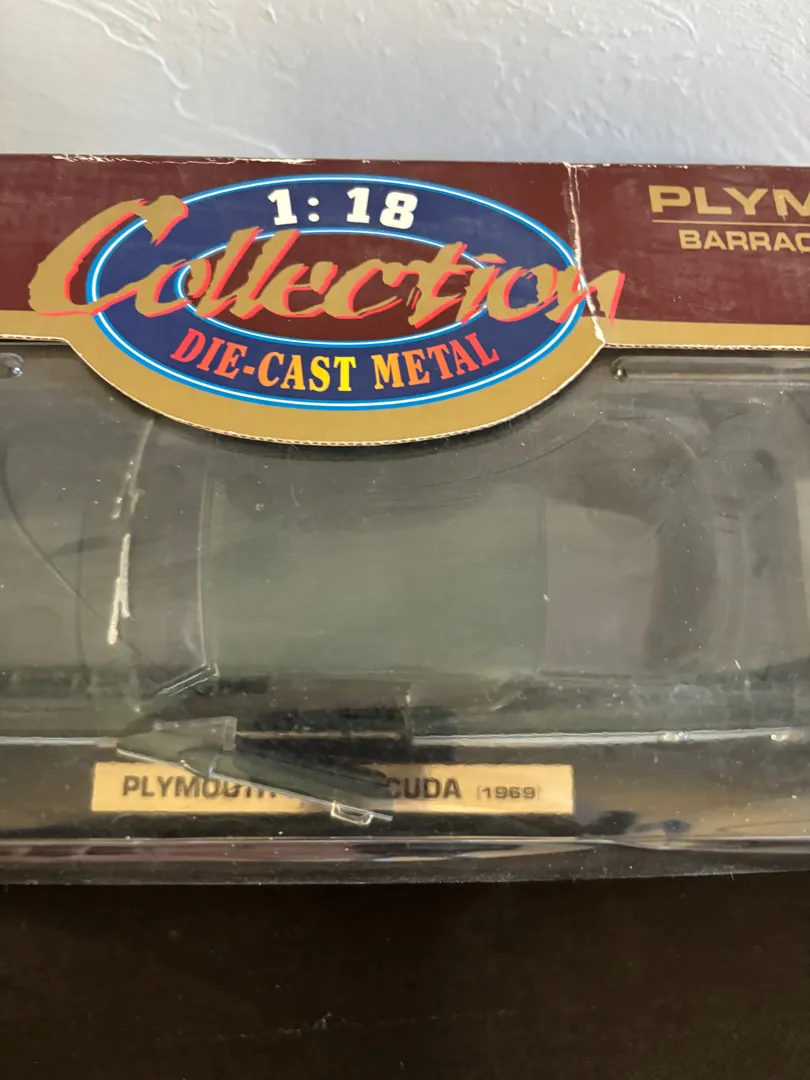 1:18
Collection
DIE-CAST METAL
PLYM
BARRAC
PLYMOUTH CUDA (1969)